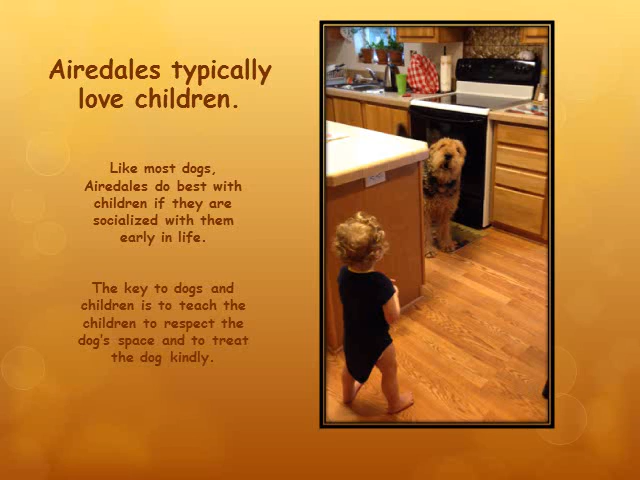 Airedales typically
love children.
Like most dogs,
Airedales do best with
children if they are
socialized with them
early in life.
The key to dogs and
children is to teach the
children to respect the
dog's space and to treat
the dog kindly.